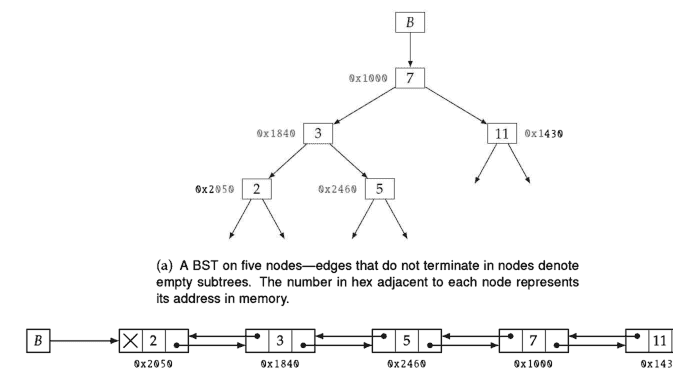 B
0x1000 7
0x1840 3 11 0x1430
0x2050 2 0x2460 5
(a) A BST on five nodes—edges that do not terminate in nodes denote
empty subtrees. The number in hex adjacent to each node represents
its address in memory.
B 2 3 5 7 11
0x2050 0x1840 0x2460 0x1000 0x143